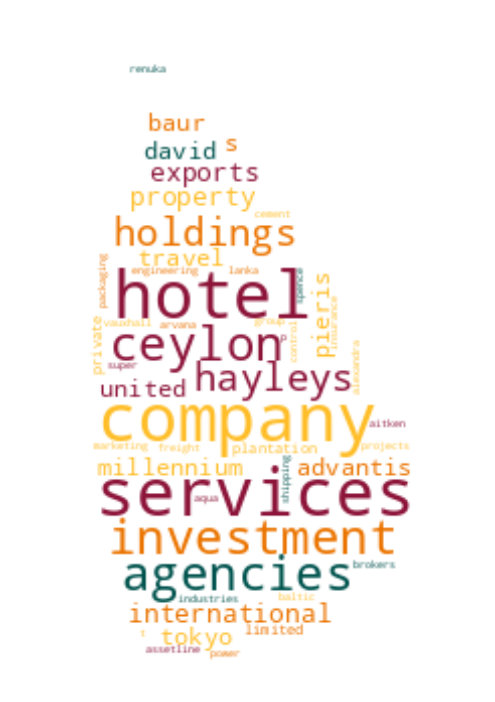 renuka
baur
david s
exports
property
cement
holdings
travel
engineering lanka
packaging
hotel
spence
pieris
insurance
vauxhall arvana group
private
ceylon
p
control
alexandra
super
hayleys
united
company
aitken
marketing freight plantation projects
millennium
shipping
advantis
services
aqua
investment
agencies
brokers
industries baltic
international
t tokyo limited
assetline power